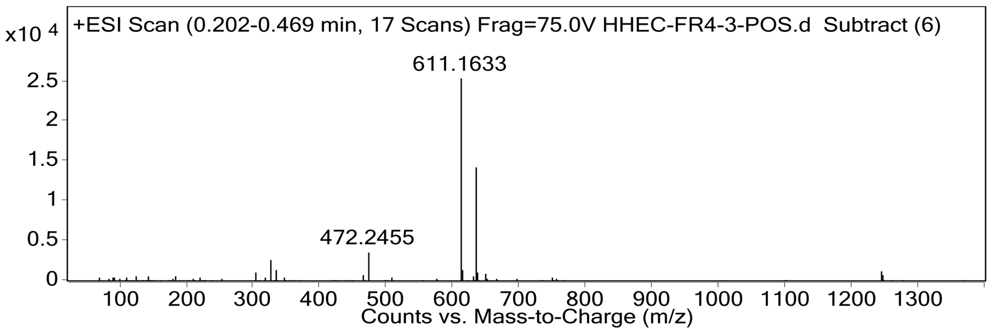 +ESI Scan (0.202-0.469 min, 17 Scans) Frag=75.0V HHEC-FR4-3-POS.d Subtract (6)
x10 4
611.1633
2.5
2
1.5
1
472.2455
0.5
0
100 200 300 400 500 600 700 800 900 1000 1100 1200 1300
Counts vs. Mass-to-Charge (m/z)